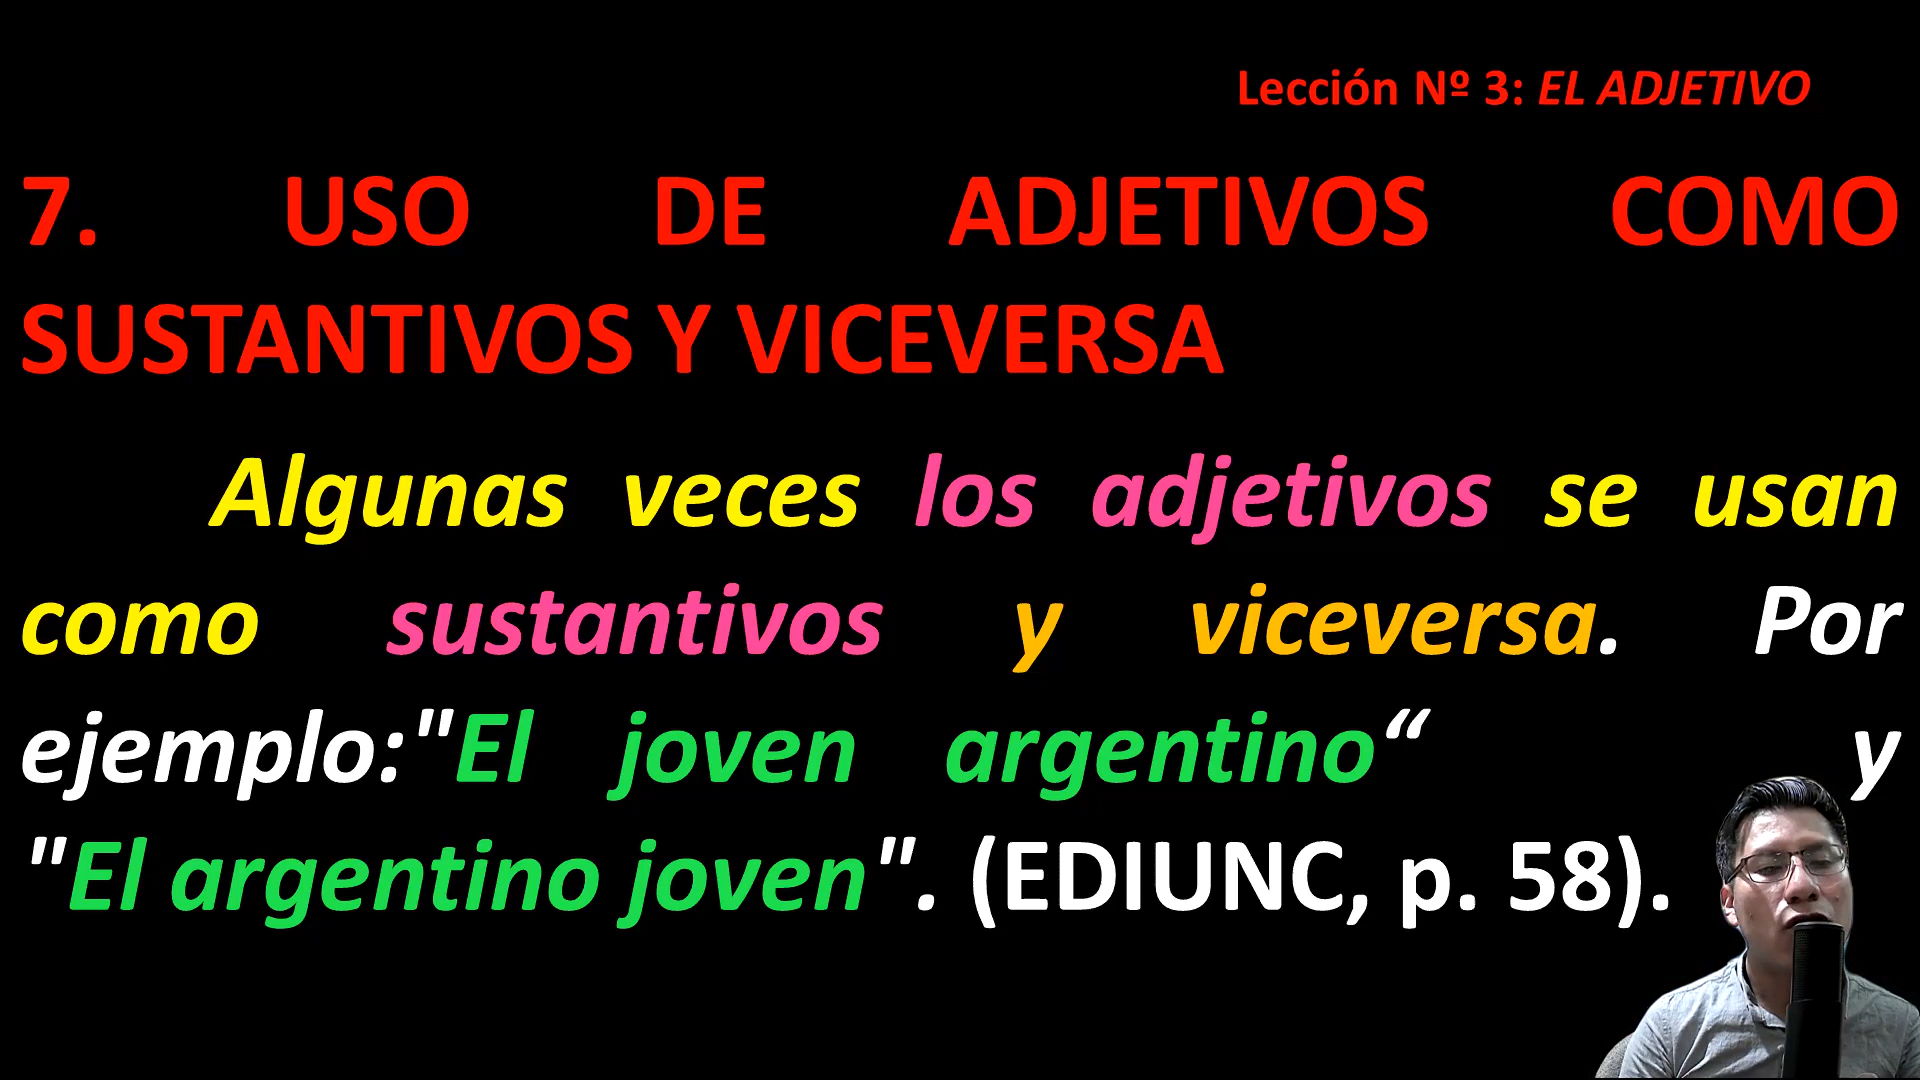 Lección Nº 3: EL ADJETIVO
7. USO DE ADJETIVOS COMO
SUSTANTIVOS Y VICEVERSA
Algunas veces los adjetivos se usan
como sustantivos y viceversa. Por
ejemplo:"El joven argentino“ y
"El argentino joven". (EDIUNC, p. 58).